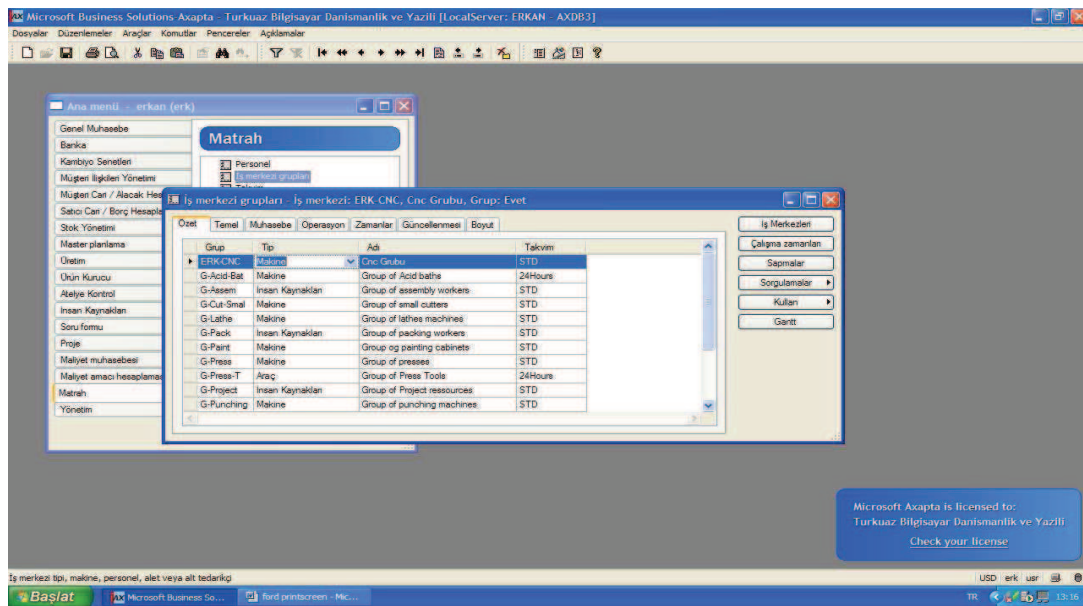 Microsoft Business Solutions Axapta - Turkuaz Bilgisayar Danismanlik ve Yazili [LocalServer: ERKAN - AXDB3]
Dosyalar Düzenlemeler Araçlar Komutlar Pencereler Açıklamalar
Ana menü - erkan (erk)
Genel Muhasebe
Banka
Kambiyo Senetleri
Müşteri İlişkileri Yönetimi
Müşteri Cari / Alacak Hes
Satıcı Cari / Borç Hesapla
Stok Yönetimi
Master planlama
Üretim
Ürün Kurucu
Atelye Kontrol
İnsan Kaynakları
Soru formu
Proje
Maliyet muhasebesi
Maliyet amacı hesaplama
Matrah
Yönetim
Matrah
Personel
İş merkezi grupları
İş merkezi grupları - İş merkezi: ERK-CNC, Cnc Grubu, Grup: Evet
Özet Temel Muhasebe Operasyon Zamanlar Güncellenmesi Boyut
Grup Tip Adı Takvim
ERK-CNC Makine Cnc Grubu STD
G-Acid-Bat Makine Group of Acid baths 24Hours
G-Assem İnsan Kaynakları Group of assembly workers STD
G-Cut-Smal Makine Group of small cutters STD
G-Lathe Makine Group of lathes machines STD
G-Pack İnsan Kaynakları Group of packing workers STD
G-Paint Makine Group og painting cabinets STD
G-Press Makine Group of presses STD
G-Press-T Araç Group of Press Tools 24Hours
G-Project İnsan Kaynakları Group of Project ressources STD
G-Punching Makine Group of punching machines STD
İş Merkezleri
Çalışma zamanları
Sapmalar
Sorgulamalar
Kullan
Gantt
Microsoft Axapta is licensed to:
Turkuaz Bilgisayar Danismanlik ve Yazili
Check your license
İş merkezi tipi, makine, personel, alet veya alt tedarikçi
USD erk usr
Başlat Microsoft Business So... ford printscreen - Mic... TR 13:16